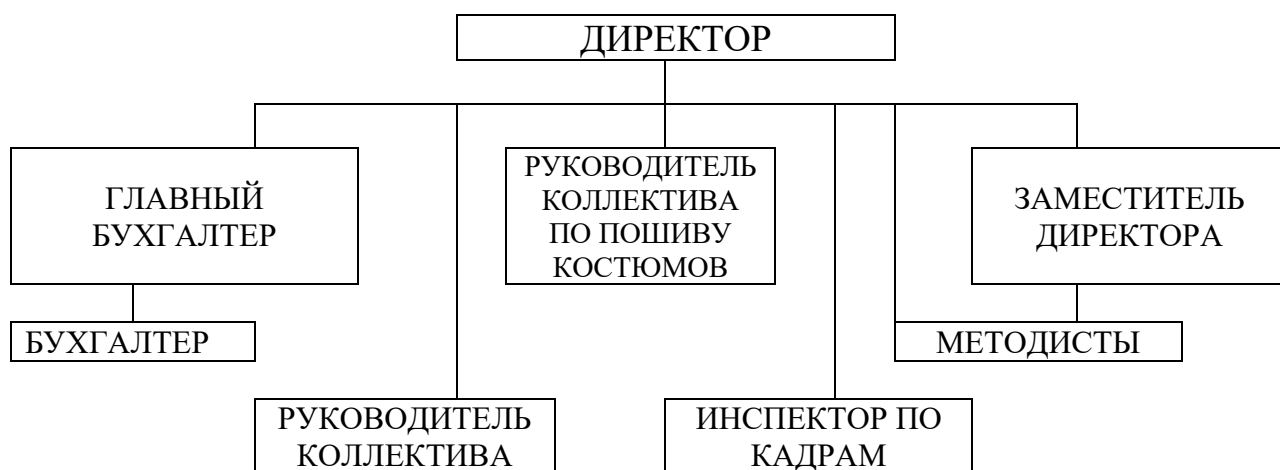 ДИРЕКТОР
ГЛАВНЫЙ
БУХГАЛТЕР
РУКОВОДИТЕЛЬ
КОЛЛЕКТИВА
ПО ПОШИВУ
КОСТЮМОВ
ЗАМЕСТИТЕЛЬ
ДИРЕКТОРА
БУХГАЛТЕР
МЕТОДИСТЫ
РУКОВОДИТЕЛЬ
КОЛЛЕКТИВА
ИНСПЕКТОР ПО
КАДРАМ